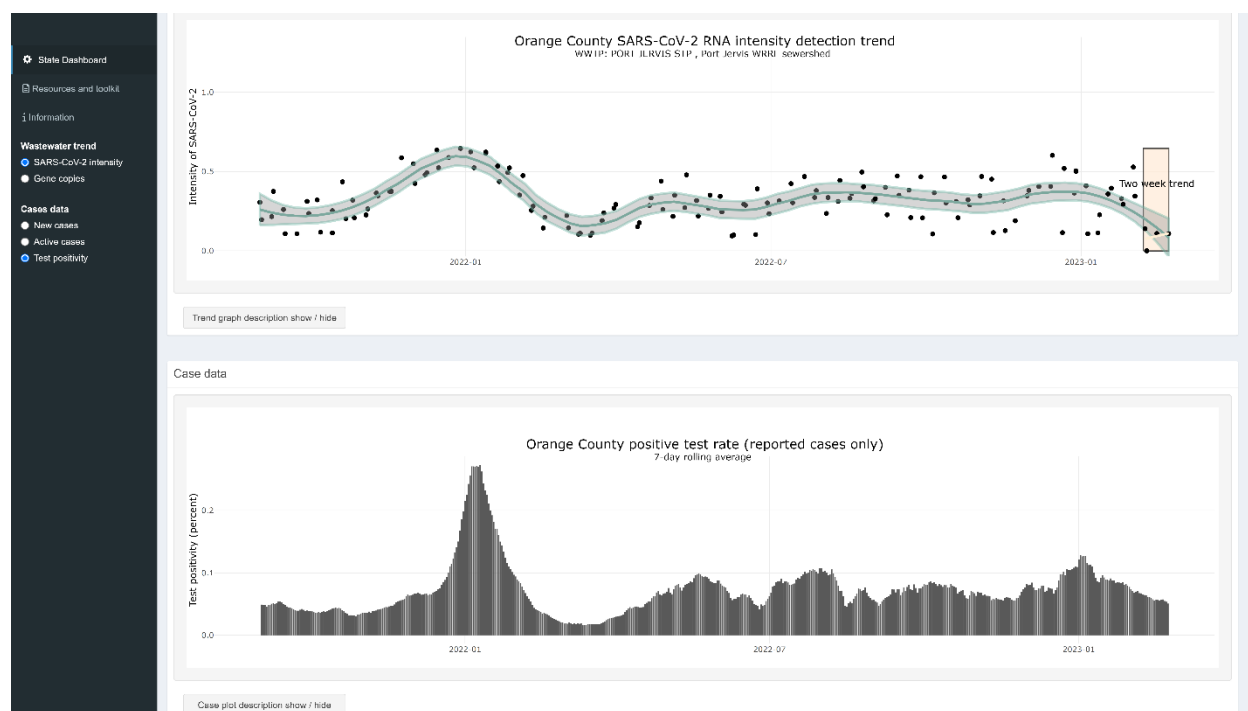 State Dashboard
Resources and toolkit
Information
Wastewater trend
SARS-CoV-2 intensity
Gene copies
Cases data
New cases
Active cases
Test positivity
Orange County SARS-CoV-2 RNA intensity detection trend
WWTP: PORT JERVIS STP , Port Jervis WRRF sewershed
Intensity of SARS-CoV-2
1.0
0.5
0.0
Two week trend
2022-01
2022-07
2023-01
Trend graph description show / hide
Case data
Orange County positive test rate (reported cases only)
7-day rolling average
Test positivity (percent)
0.2
0.1
0.0
2022-01
2022-07
2023-01
Case plot description show / hide